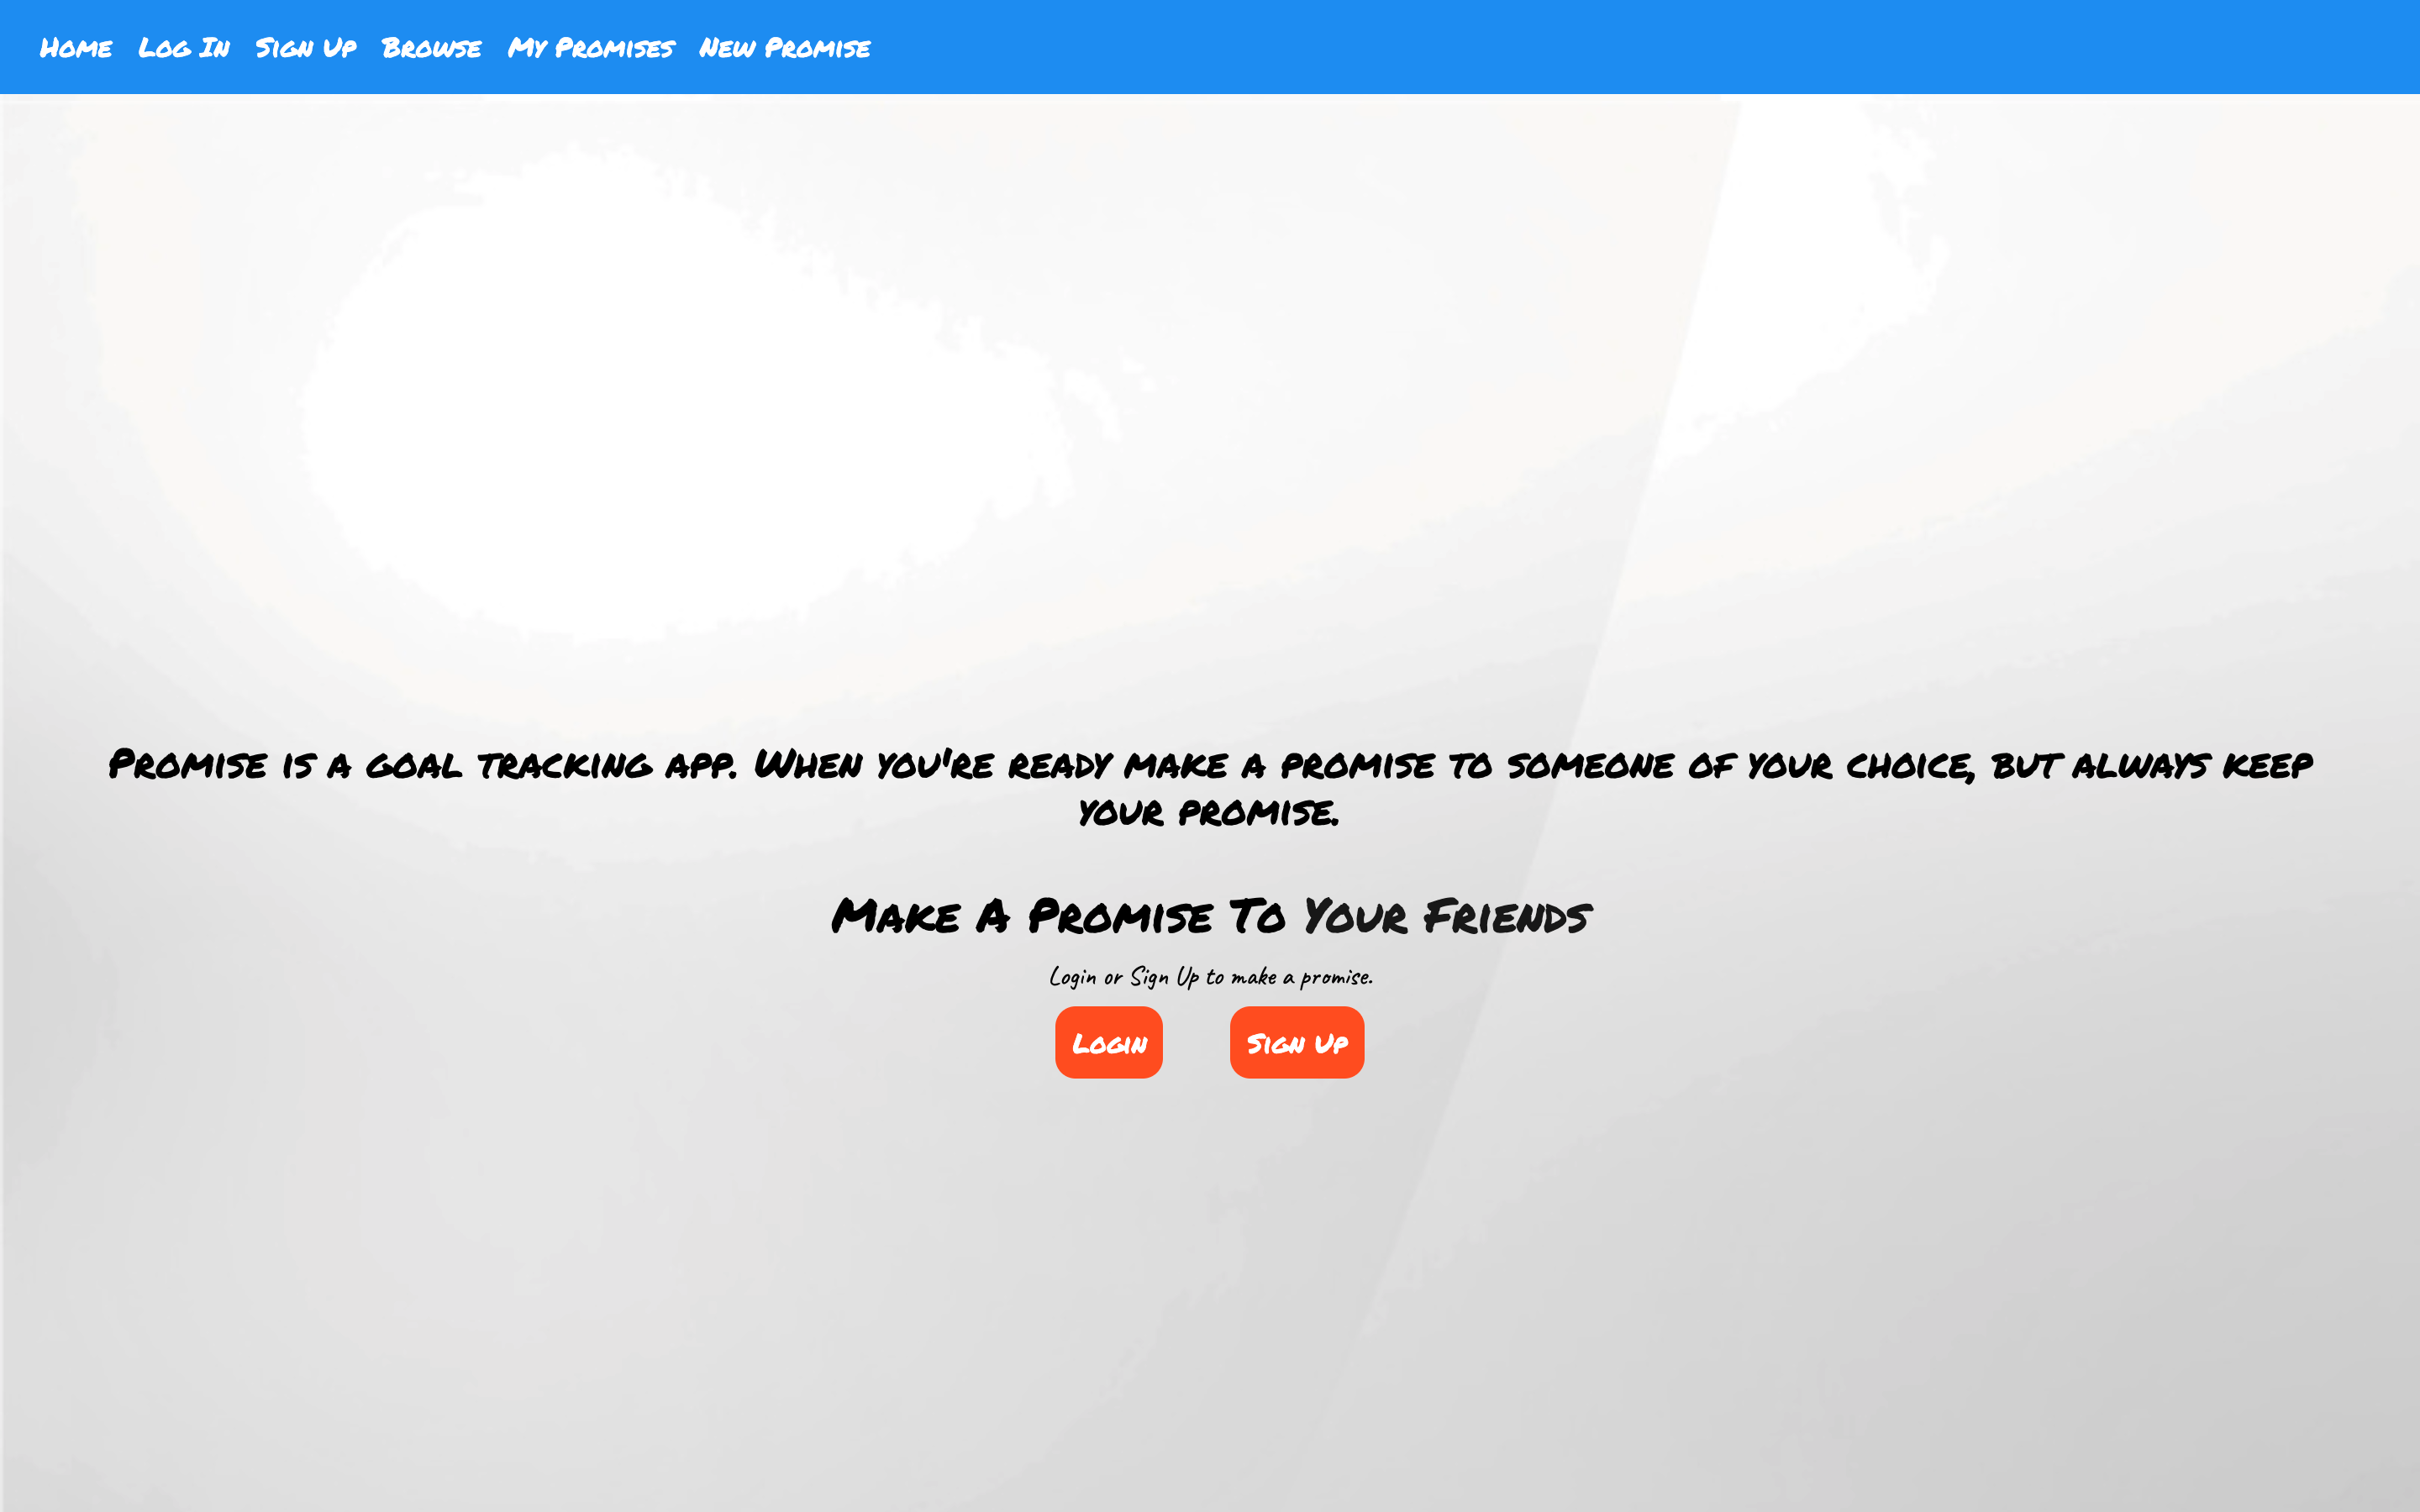 Home Log In Sign Up Browse My Promises New Promise
Promise is a goal tracking app. When you're ready make a promise to someone of your choice, but always keep
your promise.
Make A Promise To Your Friends
Login or Sign Up to make a promise.
Login Sign Up